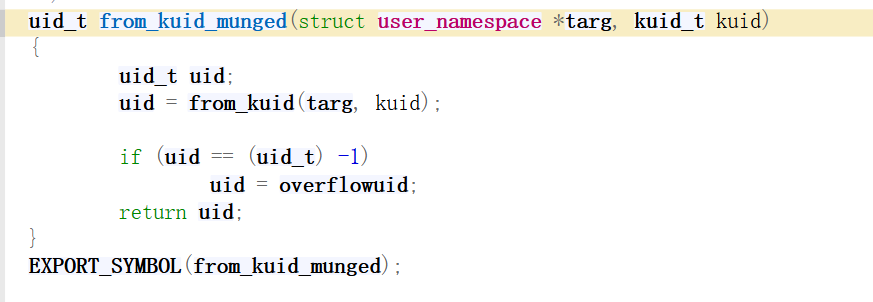 uid_t from_kuid_munged(struct user_namespace *targ, kuid_t kuid)
{
uid_t uid;
uid = from_kuid(targ, kuid);
if (uid == (uid_t) -1)
uid = overflowuid;
return uid;
}
EXPORT_SYMBOL(from_kuid_munged);